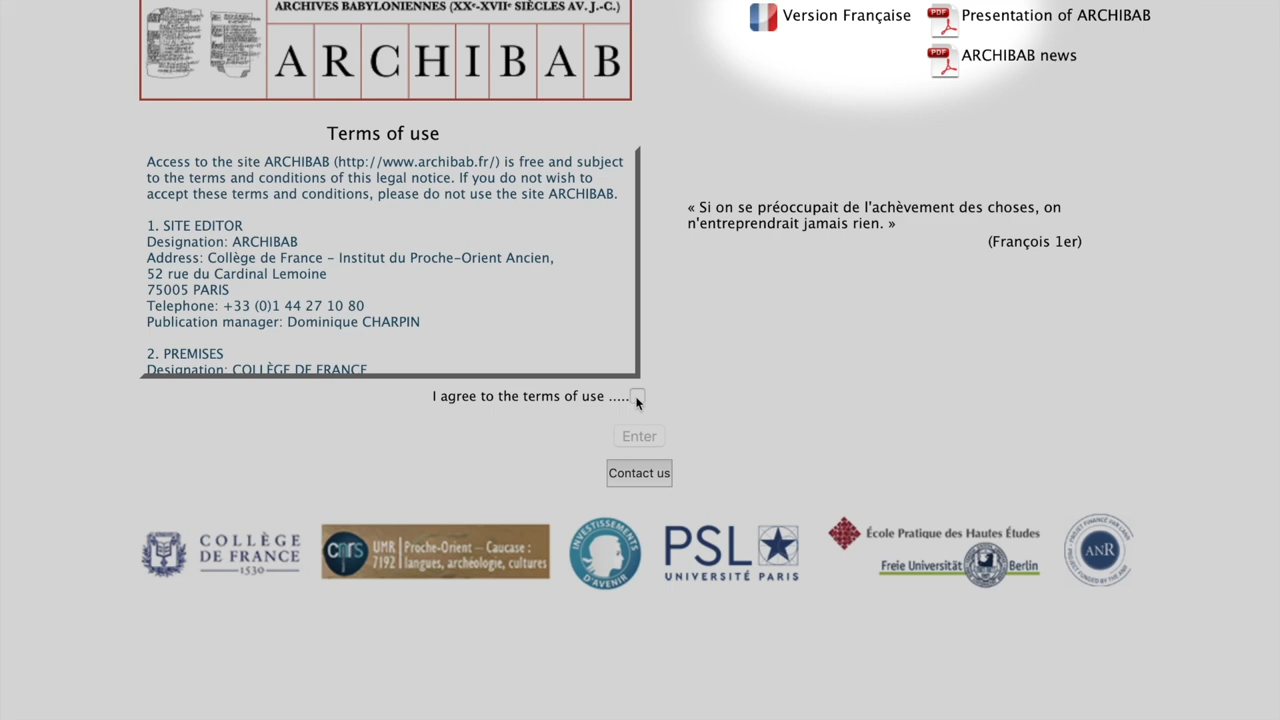 ARCHIVES BABYLONIENNES (XXe-XVIIe SIÈCLES AV. J.-C.)
ARCHIBAB
Version Française
Presentation of ARCHIBAB
ARCHIBAB news
Terms of use
Access to the site ARCHIBAB (http://www.archibab.fr/) is free and subject
to the terms and conditions of this legal notice. If you do not wish to
accept these terms and conditions, please do not use the site ARCHIBAB.
1. SITE EDITOR
Designation: ARCHIBAB
Address: Collège de France - Institut du Proche-Orient Ancien,
52 rue du Cardinal Lemoine
75005 PARIS
Telephone: +33 (0)1 44 27 10 80
Publication manager: Dominique CHARPIN
2. PREMISES
Designation: COLLÈGE DE FRANCE
« Si on se préoccupait de l'achèvement des choses, on
n'entreprendrait jamais rien. »
(François 1er)
I agree to the terms of use .....
Enter
Contact us
COLLÈGE
DE FRANCE
1530
cnrs
UMR
7192
Proche-Orient – Caucase :
langues, archéologie, cultures
INVESTISSEMENTS
D'AVENIR
PSL
UNIVERSITÉ PARIS
École Pratique des Hautes Études
Freie Universität
Berlin
ANR